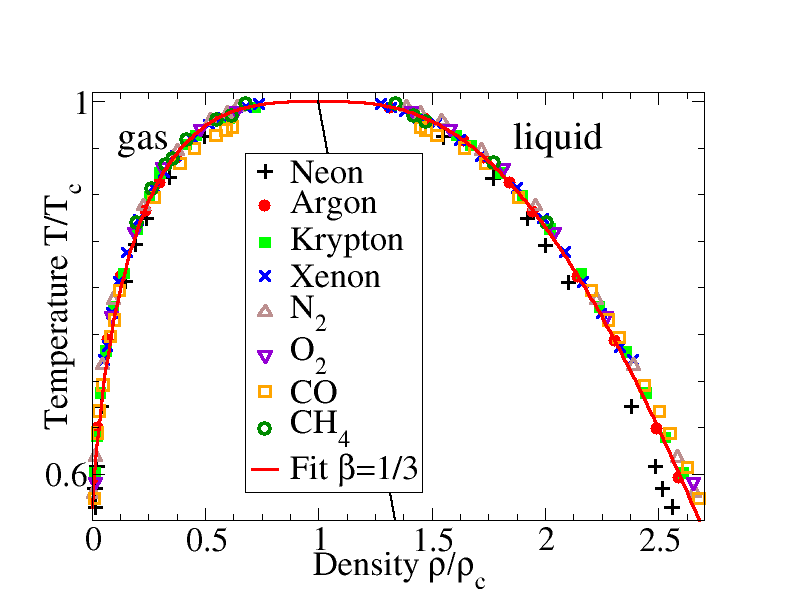 1
gas
liquid
Neon
Argon
Krypton
Xenon
N2
O2
CO
CH4
Fit β=1/3
Temperature T/Tc
0.6
0
0.5
1
1.5
2
2.5
Density ρ/ρc